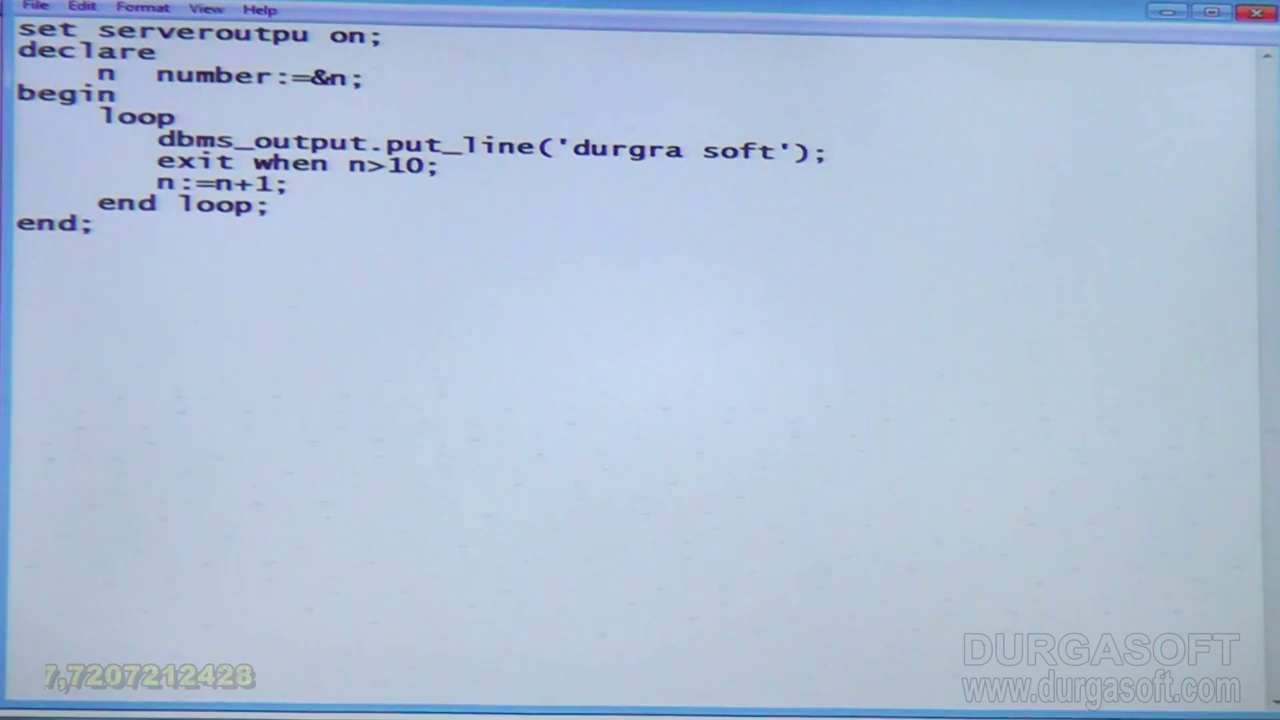 File Edit Format View Help
set serveroutpu on;
declare
n number:=&n;
begin
loop
dbms_output.put_line('durgra soft');
exit when n>10;
n:=n+1;
end loop;
end;
7,7207212428
DURGASOFT
www.durgasoft.com